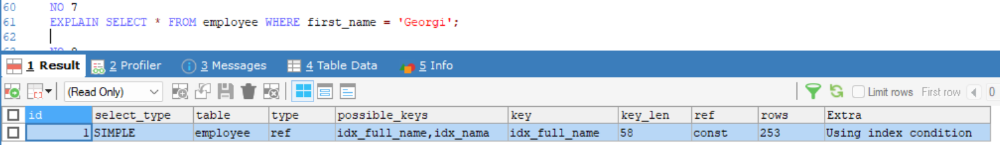 60 NO 7
61 EXPLAIN SELECT * FROM employee WHERE first_name = 'Georgi';
62
1 Result 2 Profiler 3 Messages 4 Table Data 5 Info
(Read Only) Limit rows First row 0
id select_type table type possible_keys key key_len ref rows Extra
1 SIMPLE employee ref idx_full_name,idx_nama idx_full_name 58 const 253 Using index condition